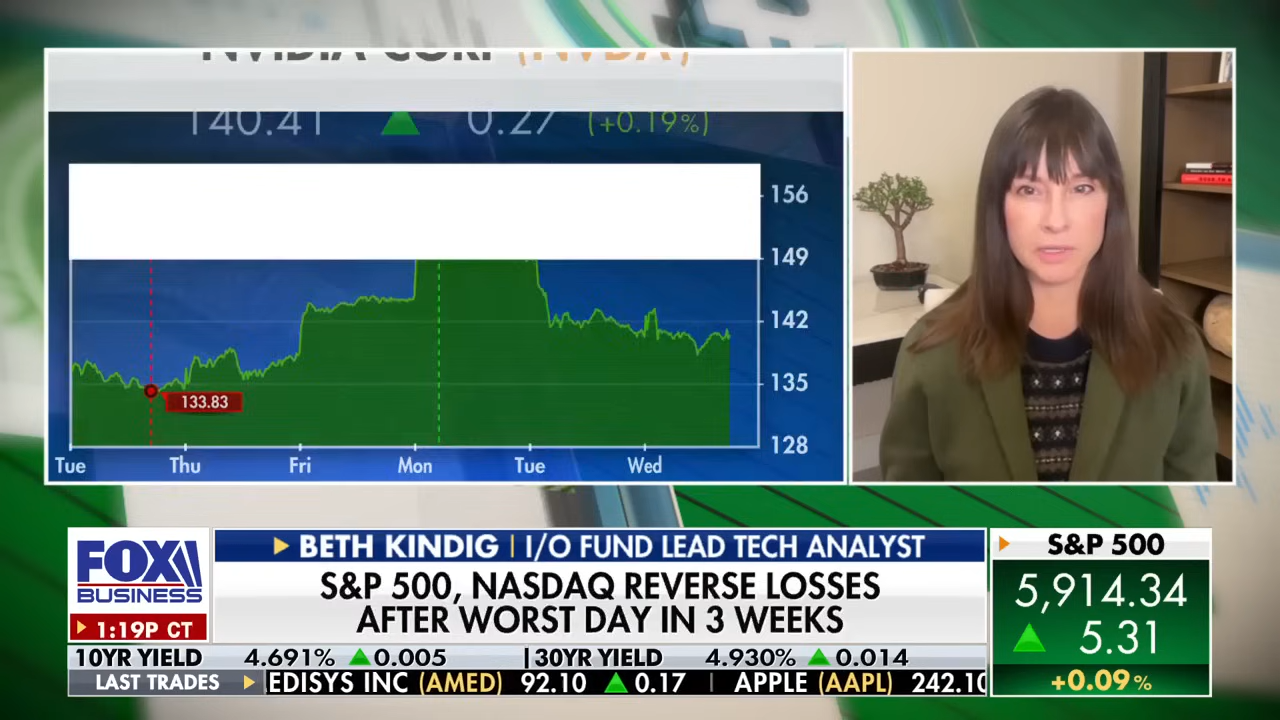 NVIDIA CORP (NVDA)
140.41 0.27 (+0.19%)
156
149
142
135
128
133.83
Tue Thu Fri Mon Tue Wed
BETH KINDIG | I/O FUND LEAD TECH ANALYST
S&P 500, NASDAQ REVERSE LOSSES
AFTER WORST DAY IN 3 WEEKS
FOX
BUSINESS
1:19P CT
S&P 500
5,914.34
5.31
+0.09%
10YR YIELD 4.691% 0.005 | 30YR YIELD 4.930% 0.014
LAST TRADES EDISYS INC (AMED) 92.10 0.17 | APPLE (AAPL) 242.10